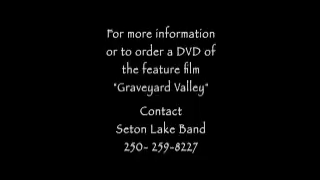 For more information
or to order a DVD of
the feature film
"Graveyard Valley"
Contact
Seton Lake Band
250- 259-8227